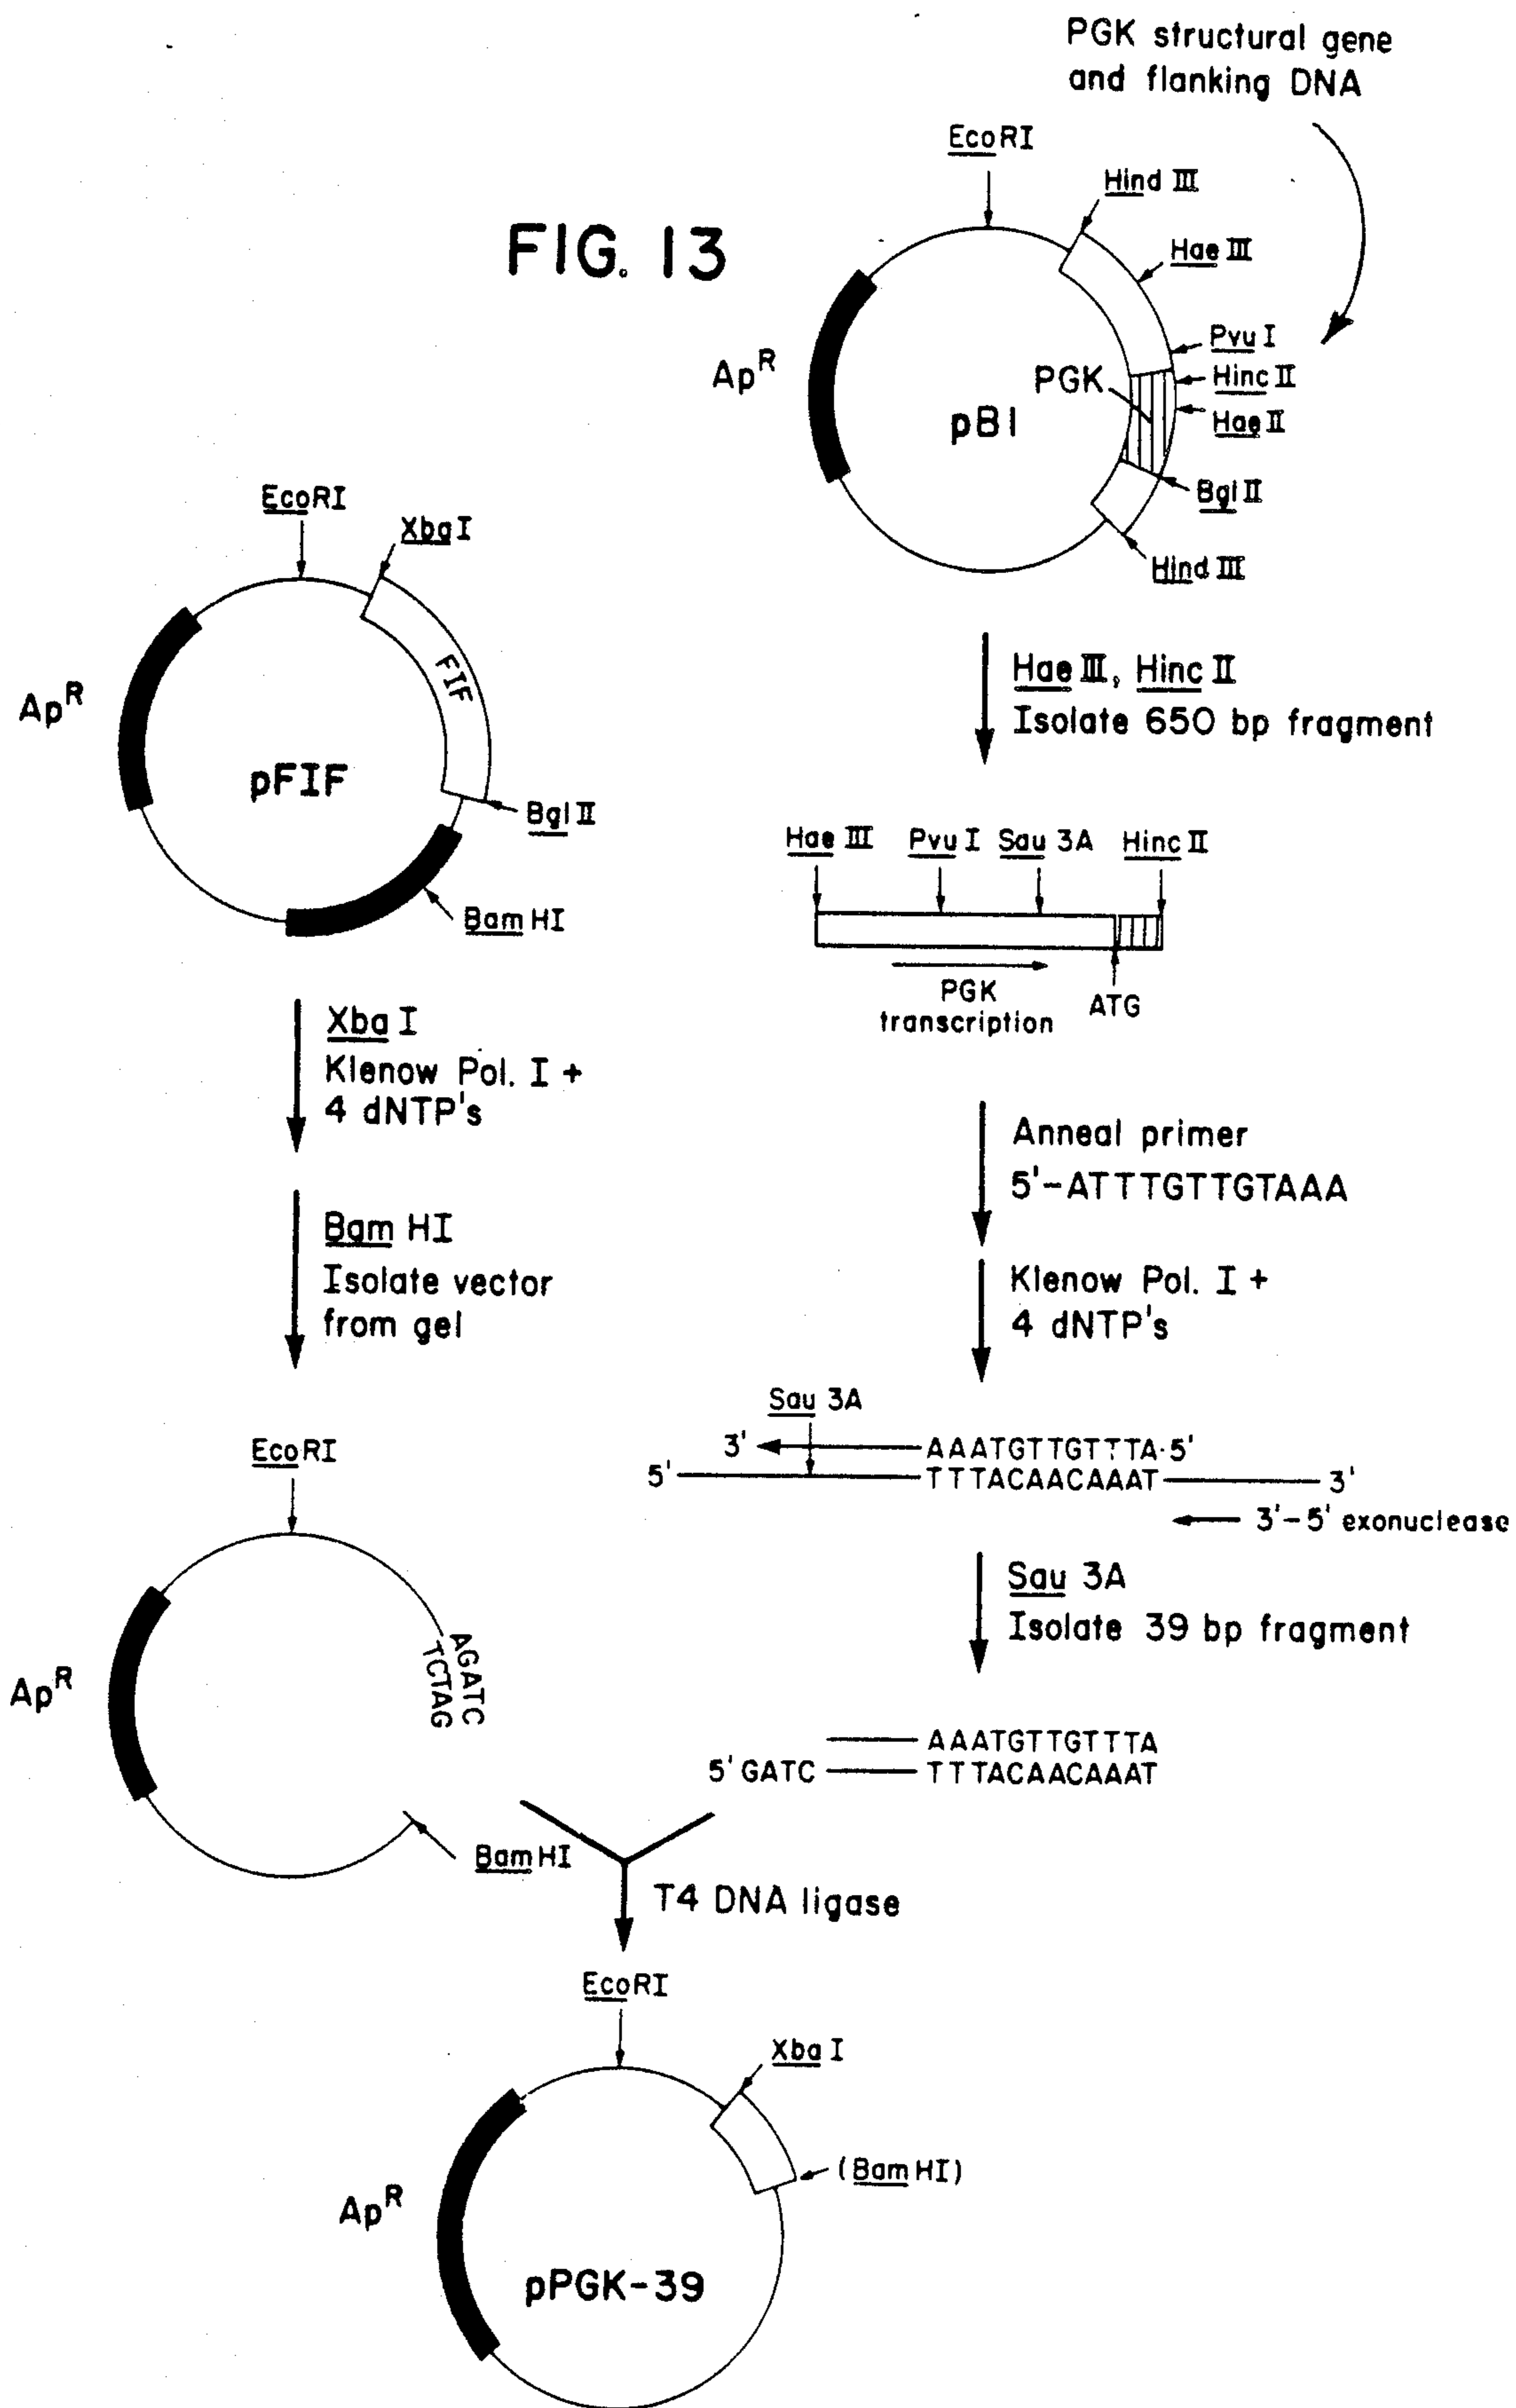 PGK structural gene
and flanking DNA
FIG. 13
EcoRI
Hind III
Hae III
Pvu I
Hinc II
Hae II
Bgl II
Hind III
PGK
pB1
Ap^R
EcoRI
XbaI
FIF
Ap^R
pFIF
Bgl II
Bam HI
Hae III, Hinc II
Isolate 650 bp fragment
Hae III
Pvu I
Sau 3A
Hinc II
PGK
transcription
ATG
Xba I
Klenow Pol. I +
4 dNTP's
Bam HI
Isolate vector
from gel
Anneal primer
5'-ATTTGTTGTAAA
Klenow Pol. I +
4 dNTP's
Sau 3A
3'
AAATGTTGTTTA·5'
5'
TTTACAACAAAT
3'
3'-5' exonuclease
Sau 3A
Isolate 39 bp fragment
EcoRI
AGATC
TCTAG
Ap^R
BamHI
AAATGTTGTTTA
5' GATC
TTTACAACAAAT
T4 DNA ligase
EcoRI
Xba I
(Bam HI)
Ap^R
pPGK-39